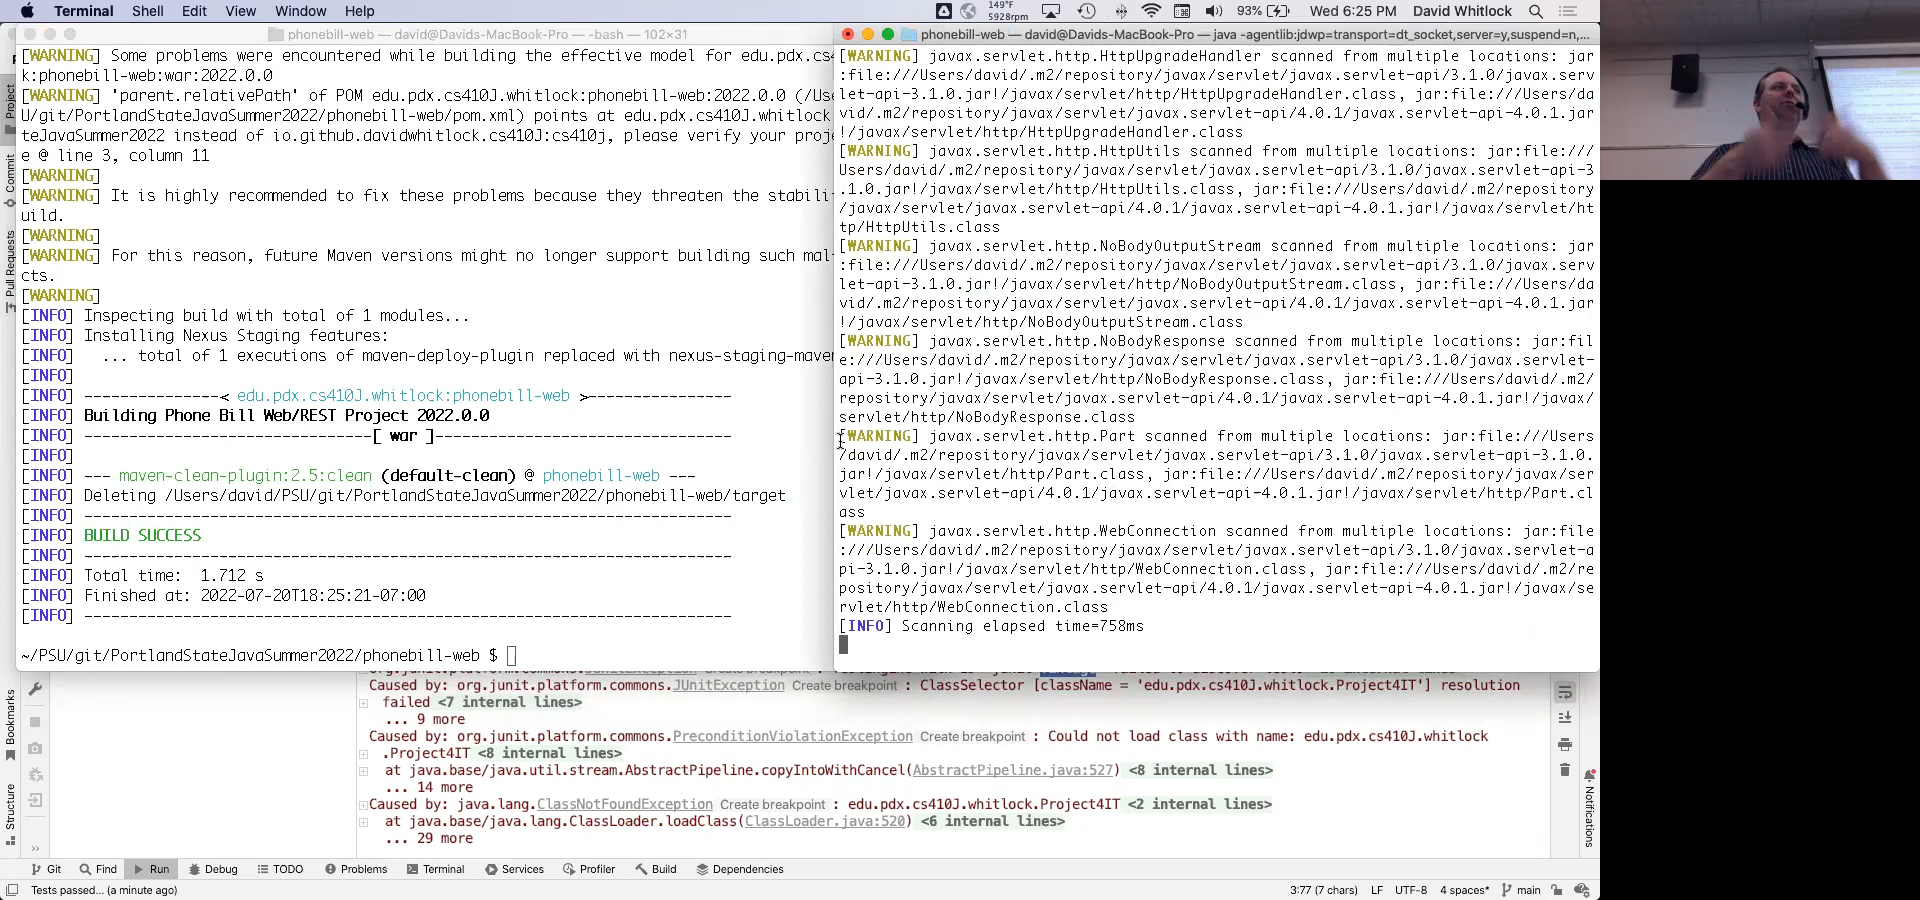 Terminal Shell Edit View Window Help 149°F 5928rpm 93% Wed 6:25 PM David Whitlock
phonebill-web — david@Davids-MacBook-Pro — -bash — 102×31
[WARNING] Some problems were encountered while building the effective model for edu.pdx.cs4
k:phonebill-web:war:2022.0.0
[WARNING] 'parent.relativePath' of POM edu.pdx.cs410J.whitlock:phonebill-web:2022.0.0 (/Use
U/git/PortlandStateJavaSummer2022/phonebill-web/pom.xml) points at edu.pdx.cs410J.whitlock
teJavaSummer2022 instead of io.github.davidwhitlock.cs410J:cs410j, please verify your proje
e @ line 3, column 11
[WARNING]
[WARNING] It is highly recommended to fix these problems because they threaten the stabili
uild.
[WARNING]
[WARNING] For this reason, future Maven versions might no longer support building such mal
cts.
[WARNING]
[INFO] Inspecting build with total of 1 modules...
[INFO] Installing Nexus Staging features:
[INFO]   ... total of 1 executions of maven-deploy-plugin replaced with nexus-staging-mave
[INFO]
[INFO] ---------------< edu.pdx.cs410J.whitlock:phonebill-web >---------------
[INFO] Building Phone Bill Web/REST Project 2022.0.0
[INFO] --------------------------------[ war ]---------------------------------
[INFO]
[INFO] --- maven-clean-plugin:2.5:clean (default-clean) @ phonebill-web ---
[INFO] Deleting /Users/david/PSU/git/PortlandStateJavaSummer2022/phonebill-web/target
[INFO] ------------------------------------------------------------------------
[INFO] BUILD SUCCESS
[INFO] ------------------------------------------------------------------------
[INFO] Total time:  1.712 s
[INFO] Finished at: 2022-07-20T18:25:21-07:00
[INFO] ------------------------------------------------------------------------
~/PSU/git/PortlandStateJavaSummer2022/phonebill-web $
phonebill-web — david@Davids-MacBook-Pro — java -agentlib:jdwp=transport=dt_socket,server=y,suspend=n,...
[WARNING] javax.servlet.http.HttpUpgradeHandler scanned from multiple locations: jar
:file:///Users/david/.m2/repository/javax/servlet/javax.servlet-api/3.1.0/javax.serv
let-api-3.1.0.jar!/javax/servlet/http/HttpUpgradeHandler.class, jar:file:///Users/da
vid/.m2/repository/javax/servlet/javax.servlet-api/4.0.1/javax.servlet-api-4.0.1.jar
!/javax/servlet/http/HttpUpgradeHandler.class
[WARNING] javax.servlet.http.HttpUtils scanned from multiple locations: jar:file:///
Users/david/.m2/repository/javax/servlet/javax.servlet-api/3.1.0/javax.servlet-api-3
.1.0.jar!/javax/servlet/http/HttpUtils.class, jar:file:///Users/david/.m2/repository
/javax/servlet/javax.servlet-api/4.0.1/javax.servlet-api-4.0.1.jar!/javax/servlet/ht
tp/HttpUtils.class
[WARNING] javax.servlet.http.NoBodyOutputStream scanned from multiple locations: jar
:file:///Users/david/.m2/repository/javax/servlet/javax.servlet-api/3.1.0/javax.serv
let-api-3.1.0.jar!/javax/servlet/http/NoBodyOutputStream.class, jar:file:///Users/da
vid/.m2/repository/javax/servlet/javax.servlet-api/4.0.1/javax.servlet-api-4.0.1.jar
!/javax/servlet/http/NoBodyOutputStream.class
[WARNING] javax.servlet.http.NoBodyResponse scanned from multiple locations: jar:fil
e:///Users/david/.m2/repository/javax/servlet/javax.servlet-api/3.1.0/javax.servlet-
api-3.1.0.jar!/javax/servlet/http/NoBodyResponse.class, jar:file:///Users/david/.m2/
repository/javax/servlet/javax.servlet-api/4.0.1/javax.servlet-api-4.0.1.jar!/javax/
servlet/http/NoBodyResponse.class
[WARNING] javax.servlet.http.Part scanned from multiple locations: jar:file:///Users
/david/.m2/repository/javax/servlet/javax.servlet-api/3.1.0/javax.servlet-api-3.1.0.
jar!/javax/servlet/http/Part.class, jar:file:///Users/david/.m2/repository/javax/ser
vlet/javax.servlet-api/4.0.1/javax.servlet-api-4.0.1.jar!/javax/servlet/http/Part.cl
ass
[WARNING] javax.servlet.http.WebConnection scanned from multiple locations: jar:file
:///Users/david/.m2/repository/javax/servlet/javax.servlet-api/3.1.0/javax.servlet-a
pi-3.1.0.jar!/javax/servlet/http/WebConnection.class, jar:file:///Users/david/.m2/re
pository/javax/servlet/javax.servlet-api/4.0.1/javax.servlet-api-4.0.1.jar!/javax/se
rvlet/http/WebConnection.class
[INFO] Scanning elapsed time=758ms
Project
Commit
Pull Requests
Bookmarks
Structure
Notifications
Caused by: org.junit.platform.commons.JUnitException Create breakpoint : ClassSelector [className = 'edu.pdx.cs410J.whitlock.Project4IT'] resolution
failed <7 internal lines>
... 9 more
Caused by: org.junit.platform.commons.PreconditionViolationException Create breakpoint : Could not load class with name: edu.pdx.cs410J.whitlock
.Project4IT <8 internal lines>
at java.base/java.util.stream.AbstractPipeline.copyIntoWithCancel(AbstractPipeline.java:527) <8 internal lines>
... 14 more
Caused by: java.lang.ClassNotFoundException Create breakpoint : edu.pdx.cs410J.whitlock.Project4IT <2 internal lines>
at java.base/java.lang.ClassLoader.loadClass(ClassLoader.java:520) <6 internal lines>
... 29 more
Git Find Run Debug TODO Problems Terminal Services Profiler Build Dependencies
Tests passed... (a minute ago) 3:77 (7 chars) LF UTF-8 4 spaces* main